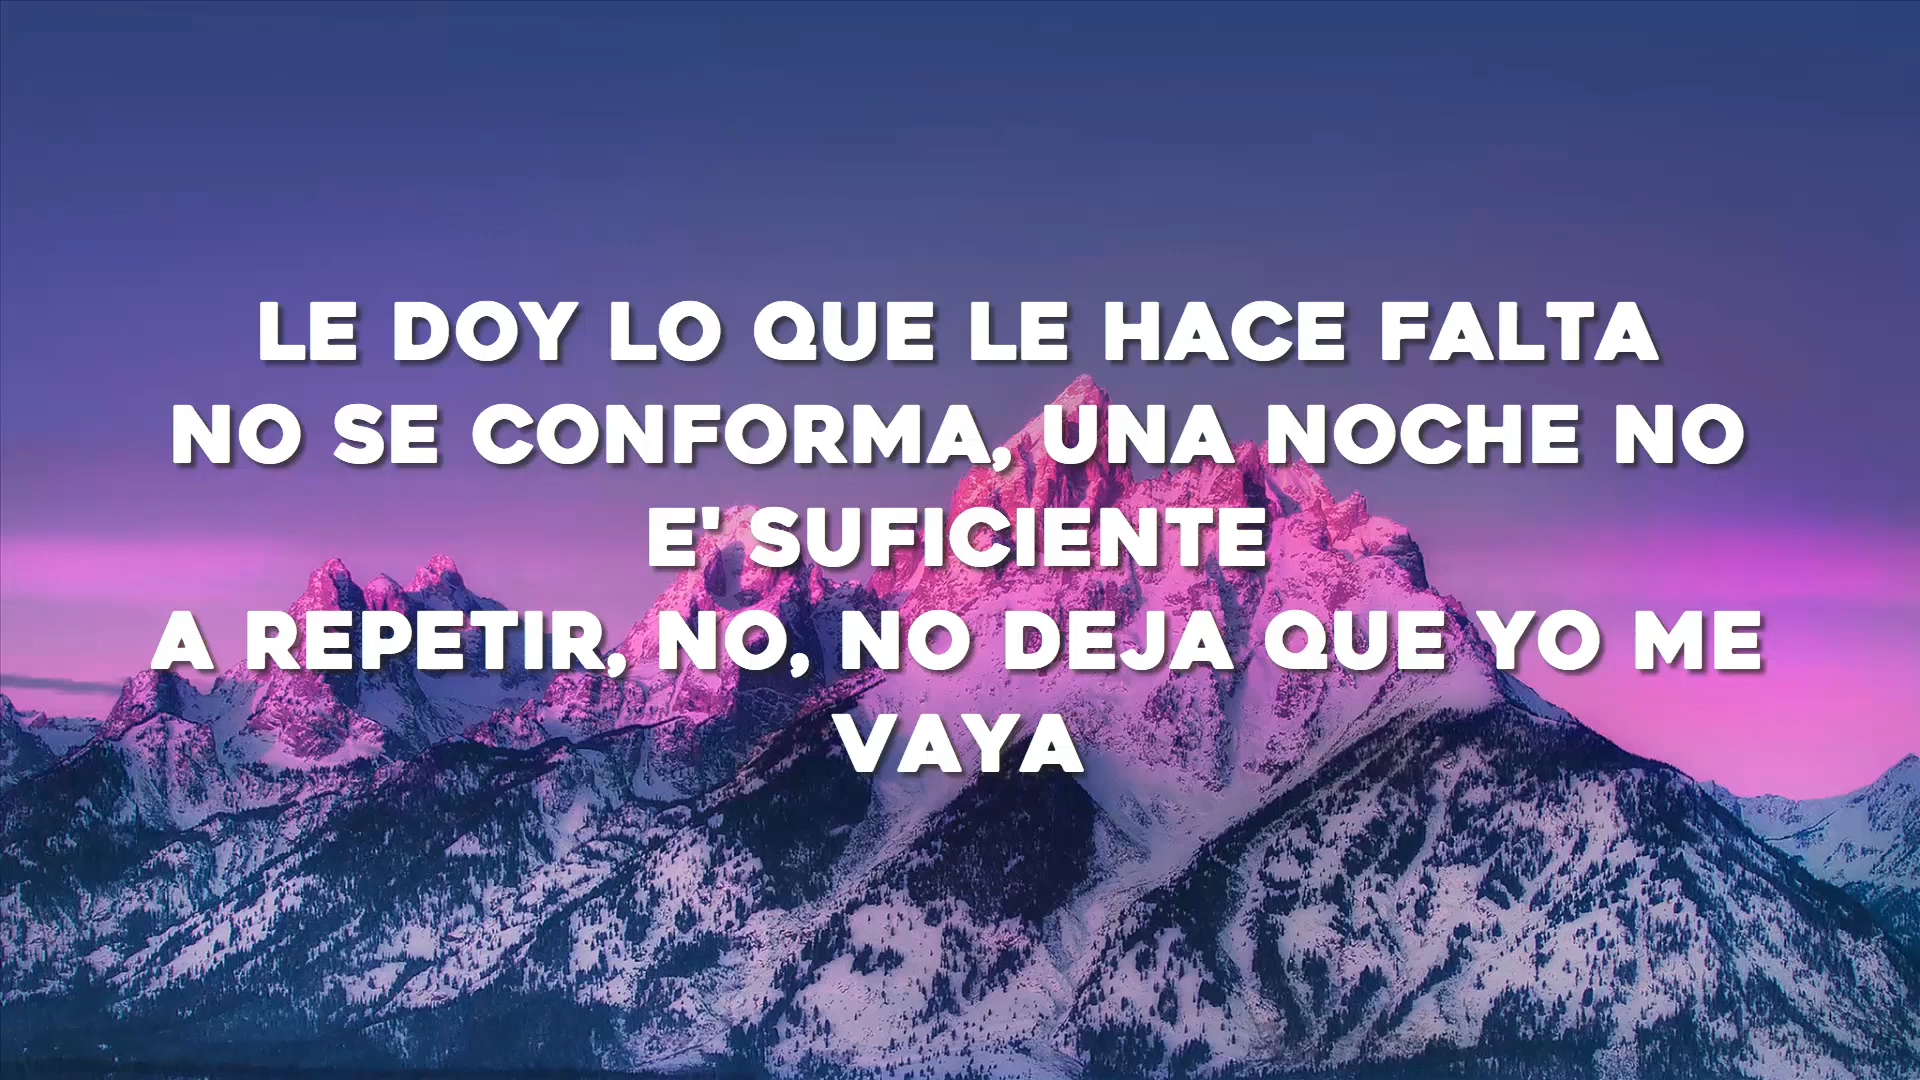 LE DOY LO QUE LE HACE FALTA
NO SE CONFORMA, UNA NOCHE NO
E' SUFICIENTE
A REPETIR, NO, NO DEJA QUE YO ME
VAYA